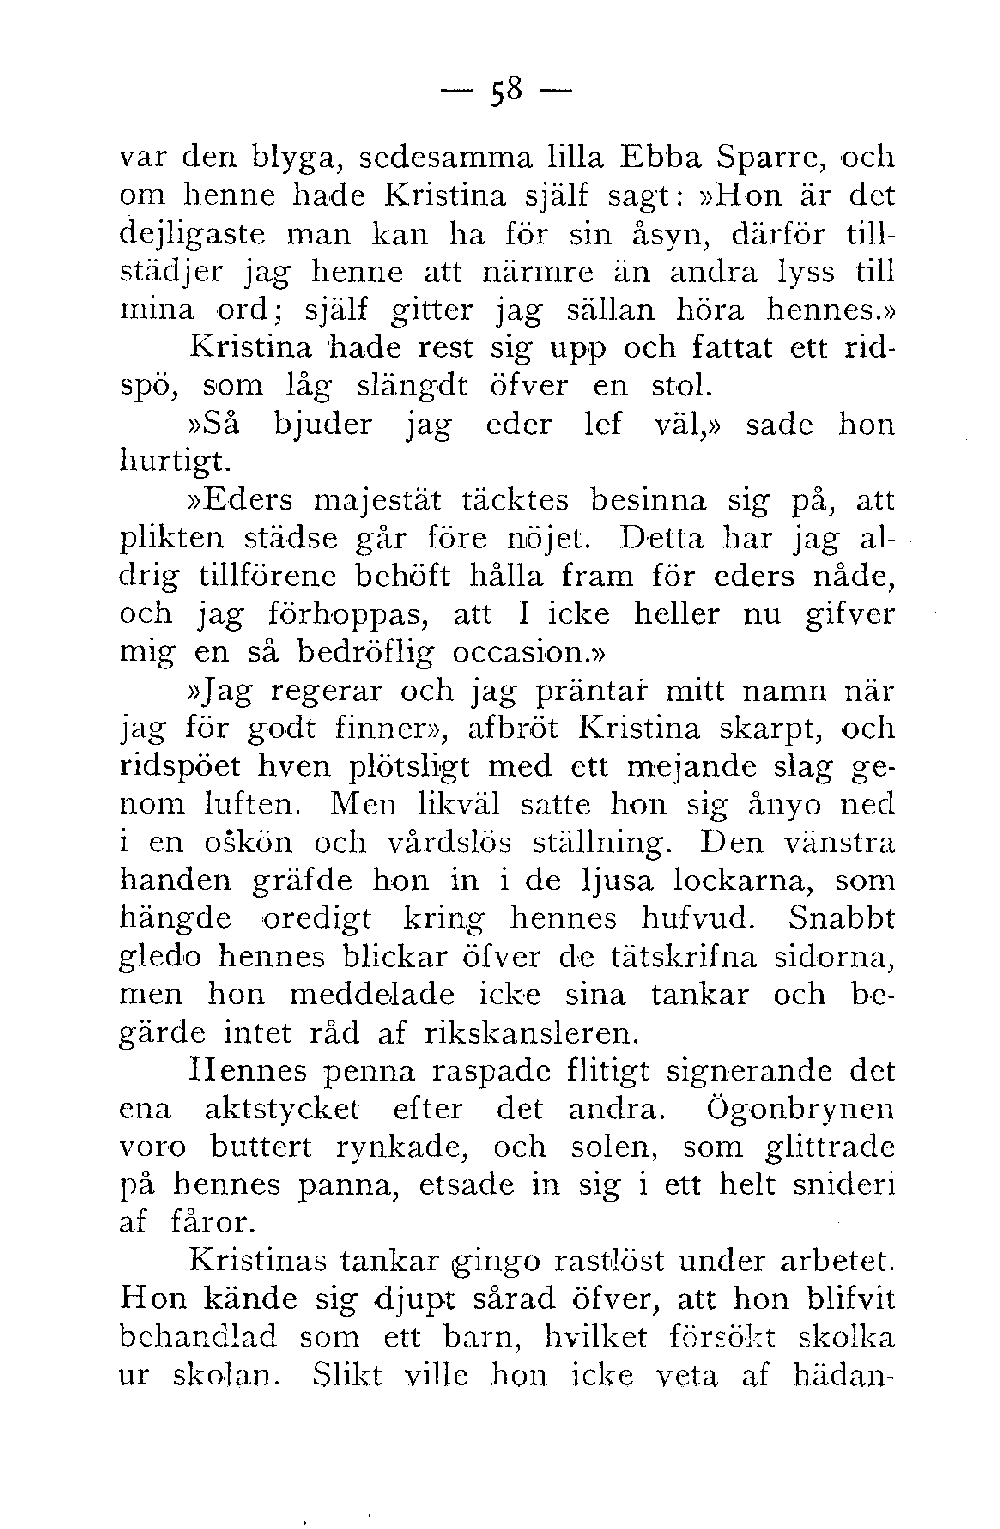 — 58 —
var den blyga, sedesamma lilla Ebba Sparre, och
om henne hade Kristina själf sagt: »Hon är det
dejligaste man kan ha för sin åsyn, därför till-
städjer jag henne att närmre än andra lyss till
mina ord; själf gitter jag sällan höra hennes.»
Kristina hade rest sig upp och fattat ett rid-
spö, som låg slängdt öfver en stol.
»Så bjuder jag eder lef väl,» sade hon
hurtigt.
»Eders majestät täcktes besinna sig på, att
plikten städse går före nöjet. Detta har jag al-
drig tillförene behöft hålla fram för eders nåde,
och jag förhoppas, att I icke heller nu gifver
mig en så bedröflig occasion.»
»Jag regerar och jag präntar mitt namn när
jag för godt finner», afbröt Kristina skarpt, och
ridspöet hven plötsligt med ett mejande slag ge-
nom luften. Men likväl satte hon sig ånyo ned
i en oskön och vårdslös ställning. Den vänstra
handen gräfde hon in i de ljusa lockarna, som
hängde oredigt kring hennes hufvud. Snabbt
gledo hennes blickar öfver de tätskrifna sidorna,
men hon meddelade icke sina tankar och be-
gärde intet råd af rikskansleren.
Hennes penna raspade flitigt signerande det
ena aktstycket efter det andra. Ögonbrynen
voro buttert rynkade, och solen, som glittrade
på hennes panna, etsade in sig i ett helt snideri
af fåror.
Kristinas tankar gingo rastlöst under arbetet.
Hon kände sig djupt sårad öfver, att hon blifvit
behandlad som ett barn, hvilket försökt skolka
ur skolan. Slikt ville hon icke veta af hädan-